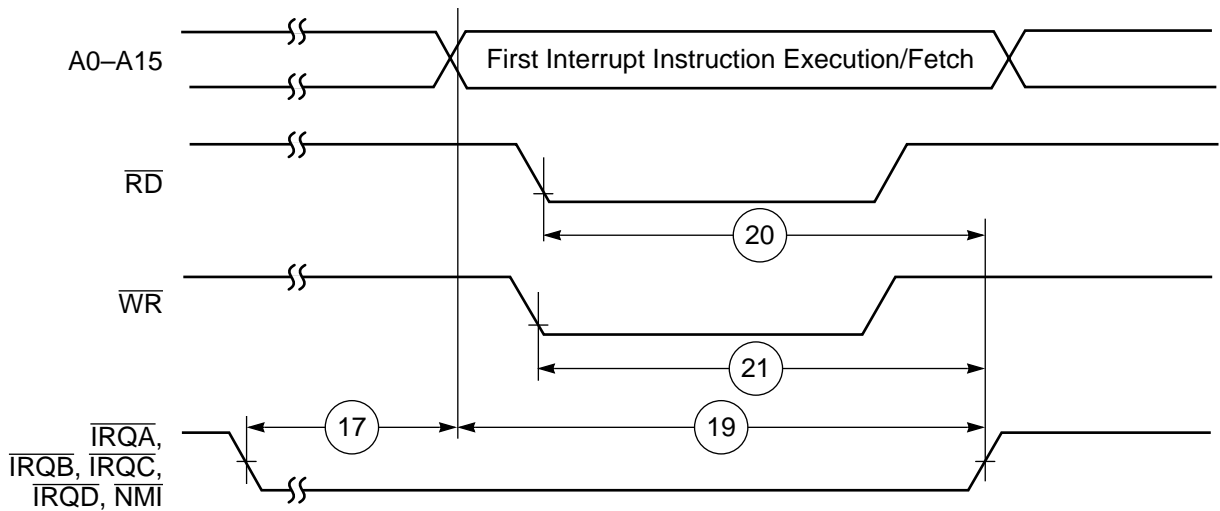 A0–A15
First Interrupt Instruction Execution/Fetch
RD
20
WR
21
17
19
IRQA,
IRQB, IRQC,
IRQD, NMI